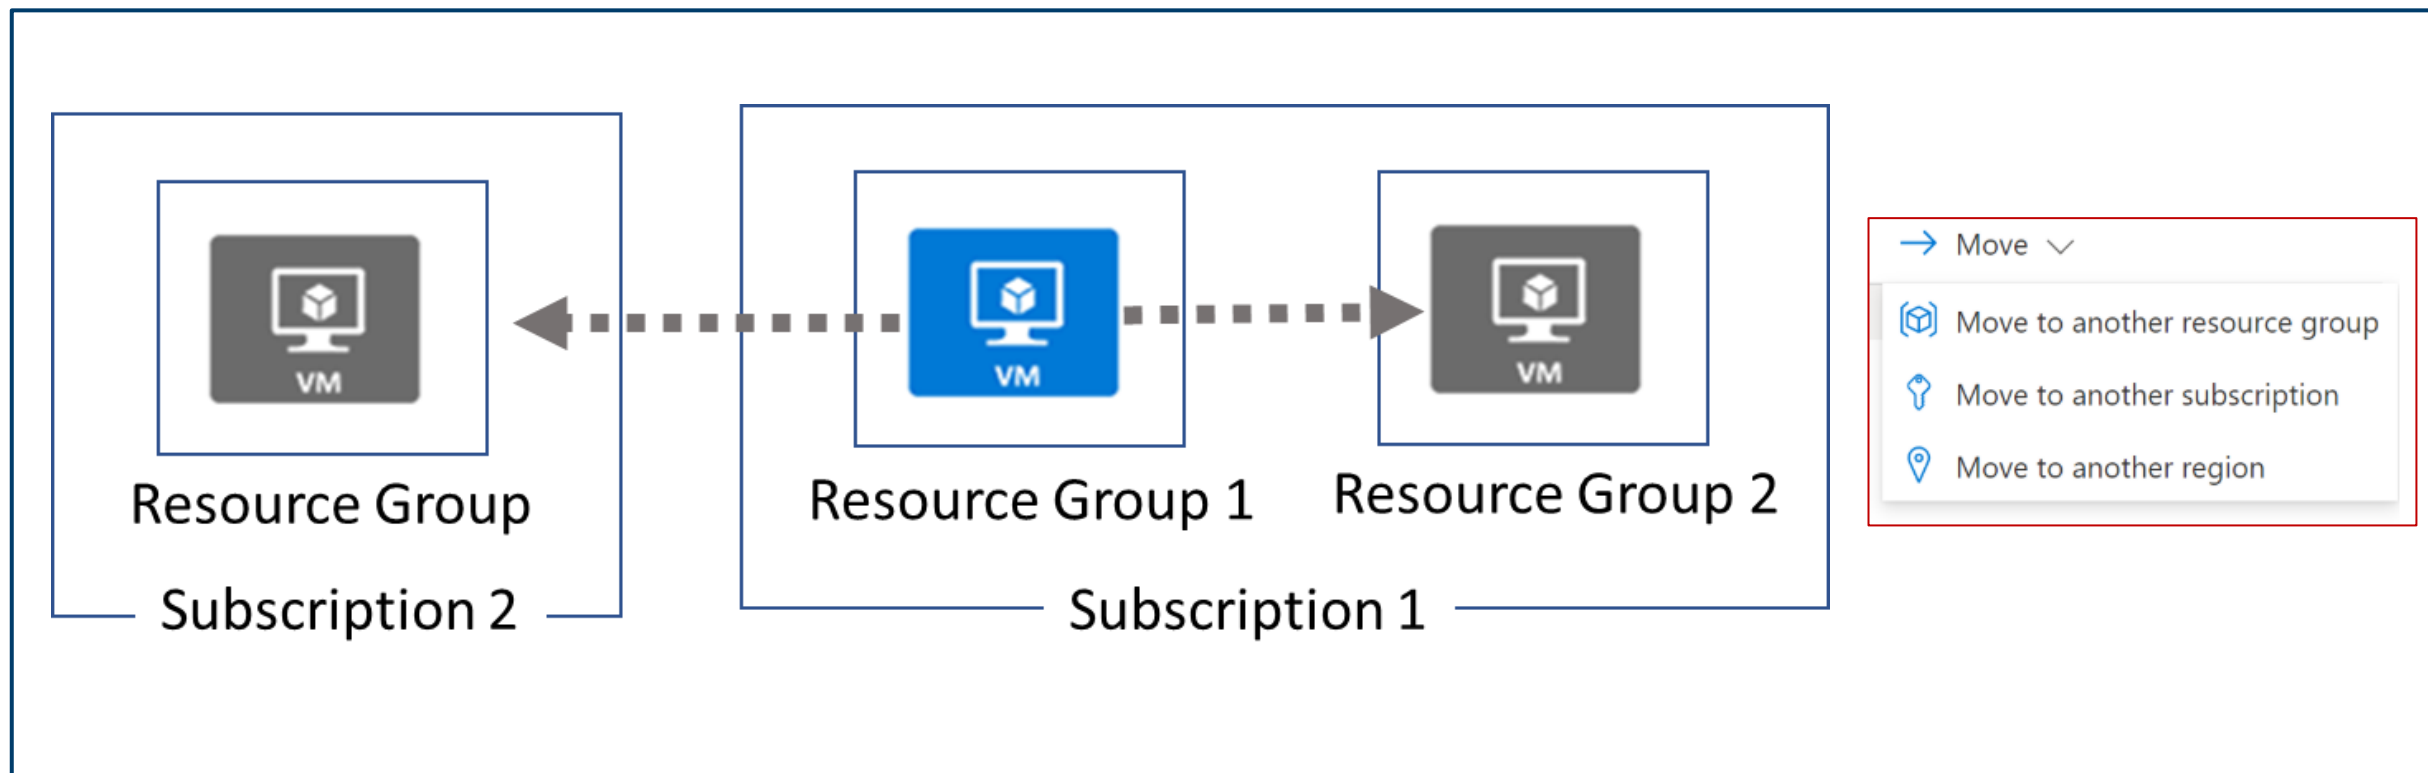 VM
Resource Group
Subscription 2
VM
Resource Group 1
VM
Resource Group 2
Subscription 1
Move
Move to another resource group
Move to another subscription
Move to another region